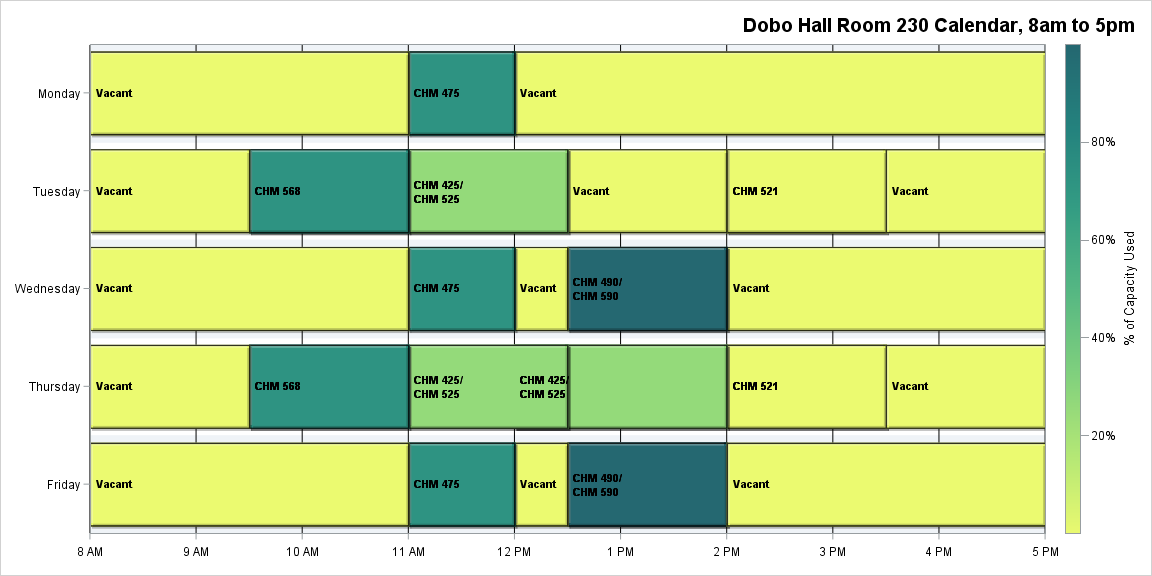 Dobo Hall Room 230 Calendar, 8am to 5pm
Monday
Vacant
CHM 475
Vacant
Tuesday
Vacant
CHM 568
CHM 425/
CHM 525
Vacant
CHM 521
Vacant
Wednesday
Vacant
CHM 475
Vacant
CHM 490/
CHM 590
Vacant
Thursday
Vacant
CHM 568
CHM 425/
CHM 525
CHM 425/
CHM 525
CHM 521
Vacant
Friday
Vacant
CHM 475
Vacant
CHM 490/
CHM 590
Vacant
8 AM
9 AM
10 AM
11 AM
12 PM
1 PM
2 PM
3 PM
4 PM
5 PM
80%
60%
40%
20%
% of Capacity Used